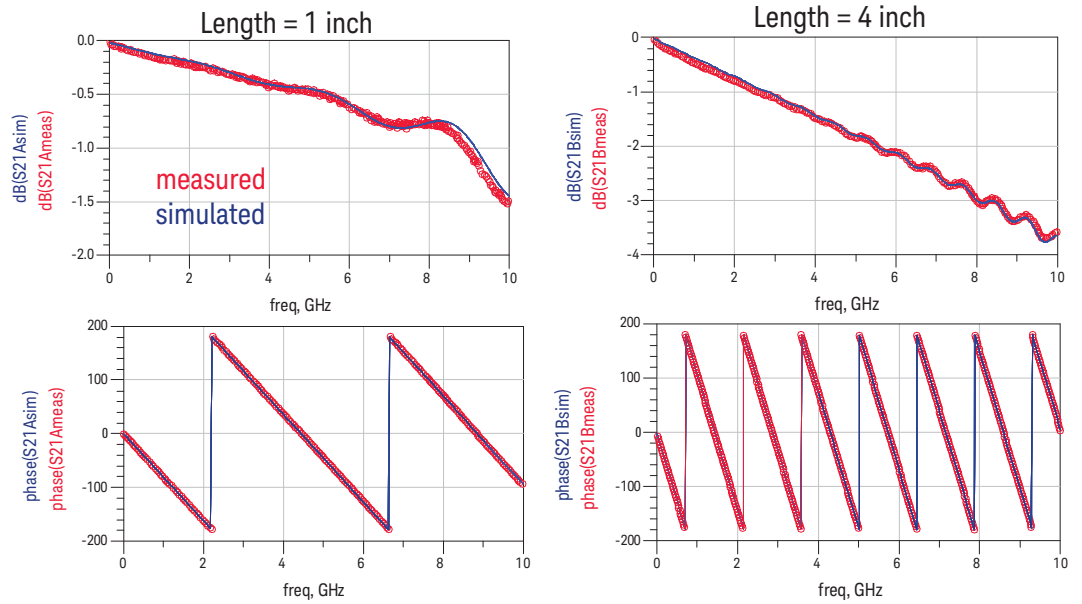 Length = 1 inch
Length = 4 inch
dB(S21Asim)
dB(S21Ameas)
0.0
-0.5
-1.0
-1.5
-2.0
measured
simulated
0 2 4 6 8 10
freq, GHz
dB(S21Bsim)
dB(S21Bmeas)
0
-1
-2
-3
-4
0 2 4 6 8 10
freq, GHz
phase(S21Asim)
phase(S21Ameas)
200
100
0
-100
-200
0 2 4 6 8 10
freq, GHz
phase(S21Bsim)
phase(S21Bmeas)
200
100
0
-100
-200
0 2 4 6 8 10
freq, GHz